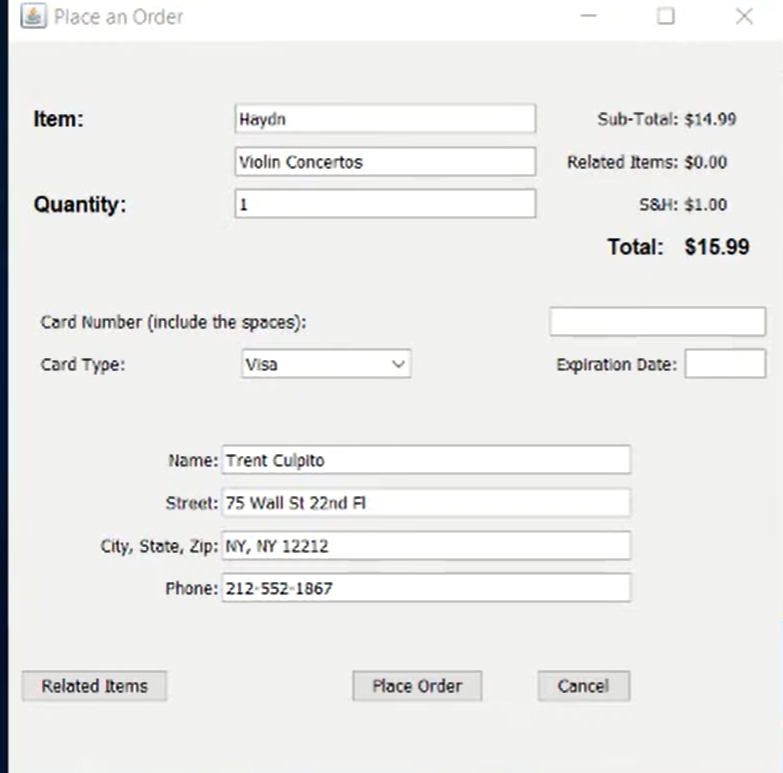 Place an Order
Item: Haydn Sub-Total: $14.99
Violin Concertos Related Items: $0.00
Quantity: 1 S&H: $1.00
Total: $15.99
Card Number (include the spaces):
Card Type: Visa Expiration Date:
Name: Trent Culpito
Street: 75 Wall St 22nd Fl
City, State, Zip: NY, NY 12212
Phone: 212-552-1867
Related Items Place Order Cancel